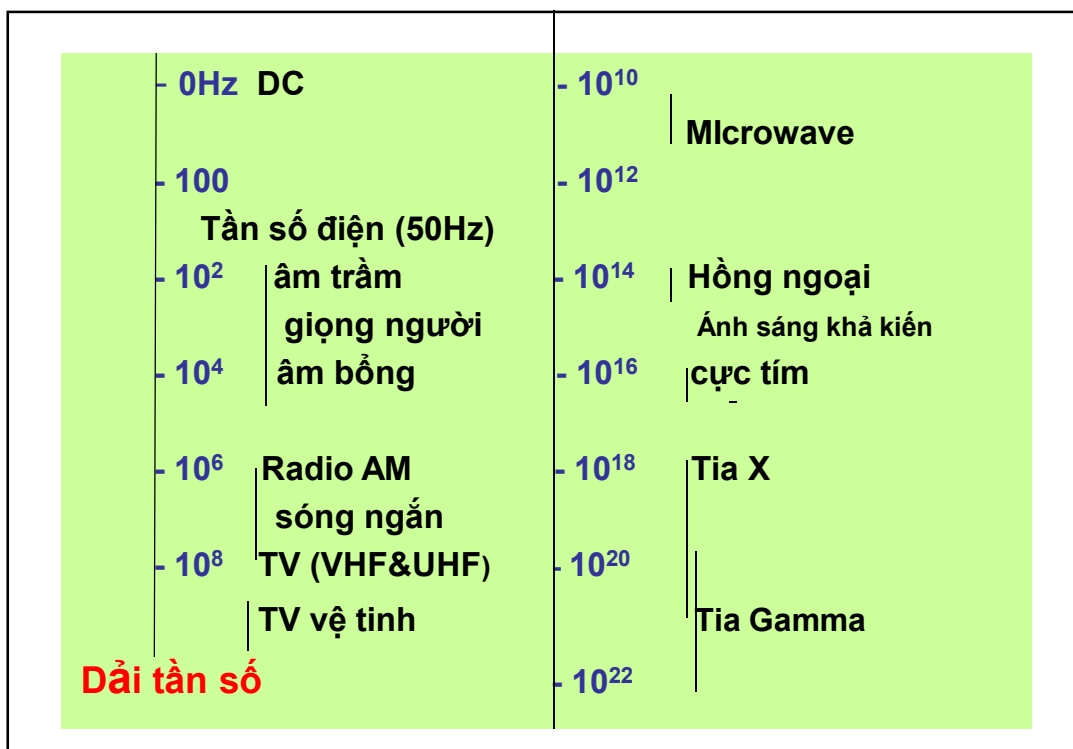 - 0Hz DC
- 100
Tần số điện (50Hz)
- 10² âm trầm
giọng người
- 10⁴ âm bổng
- 10⁶ Radio AM
sóng ngắn
- 10⁸ TV (VHF&UHF)
TV vệ tinh
Dải tần số
- 10¹⁰
MIcrowave
- 10¹²
- 10¹⁴ Hồng ngoại
Ánh sáng khả kiến
- 10¹⁶ cực tím
- 10¹⁸ Tia X
- 10²⁰
Tia Gamma
- 10²²